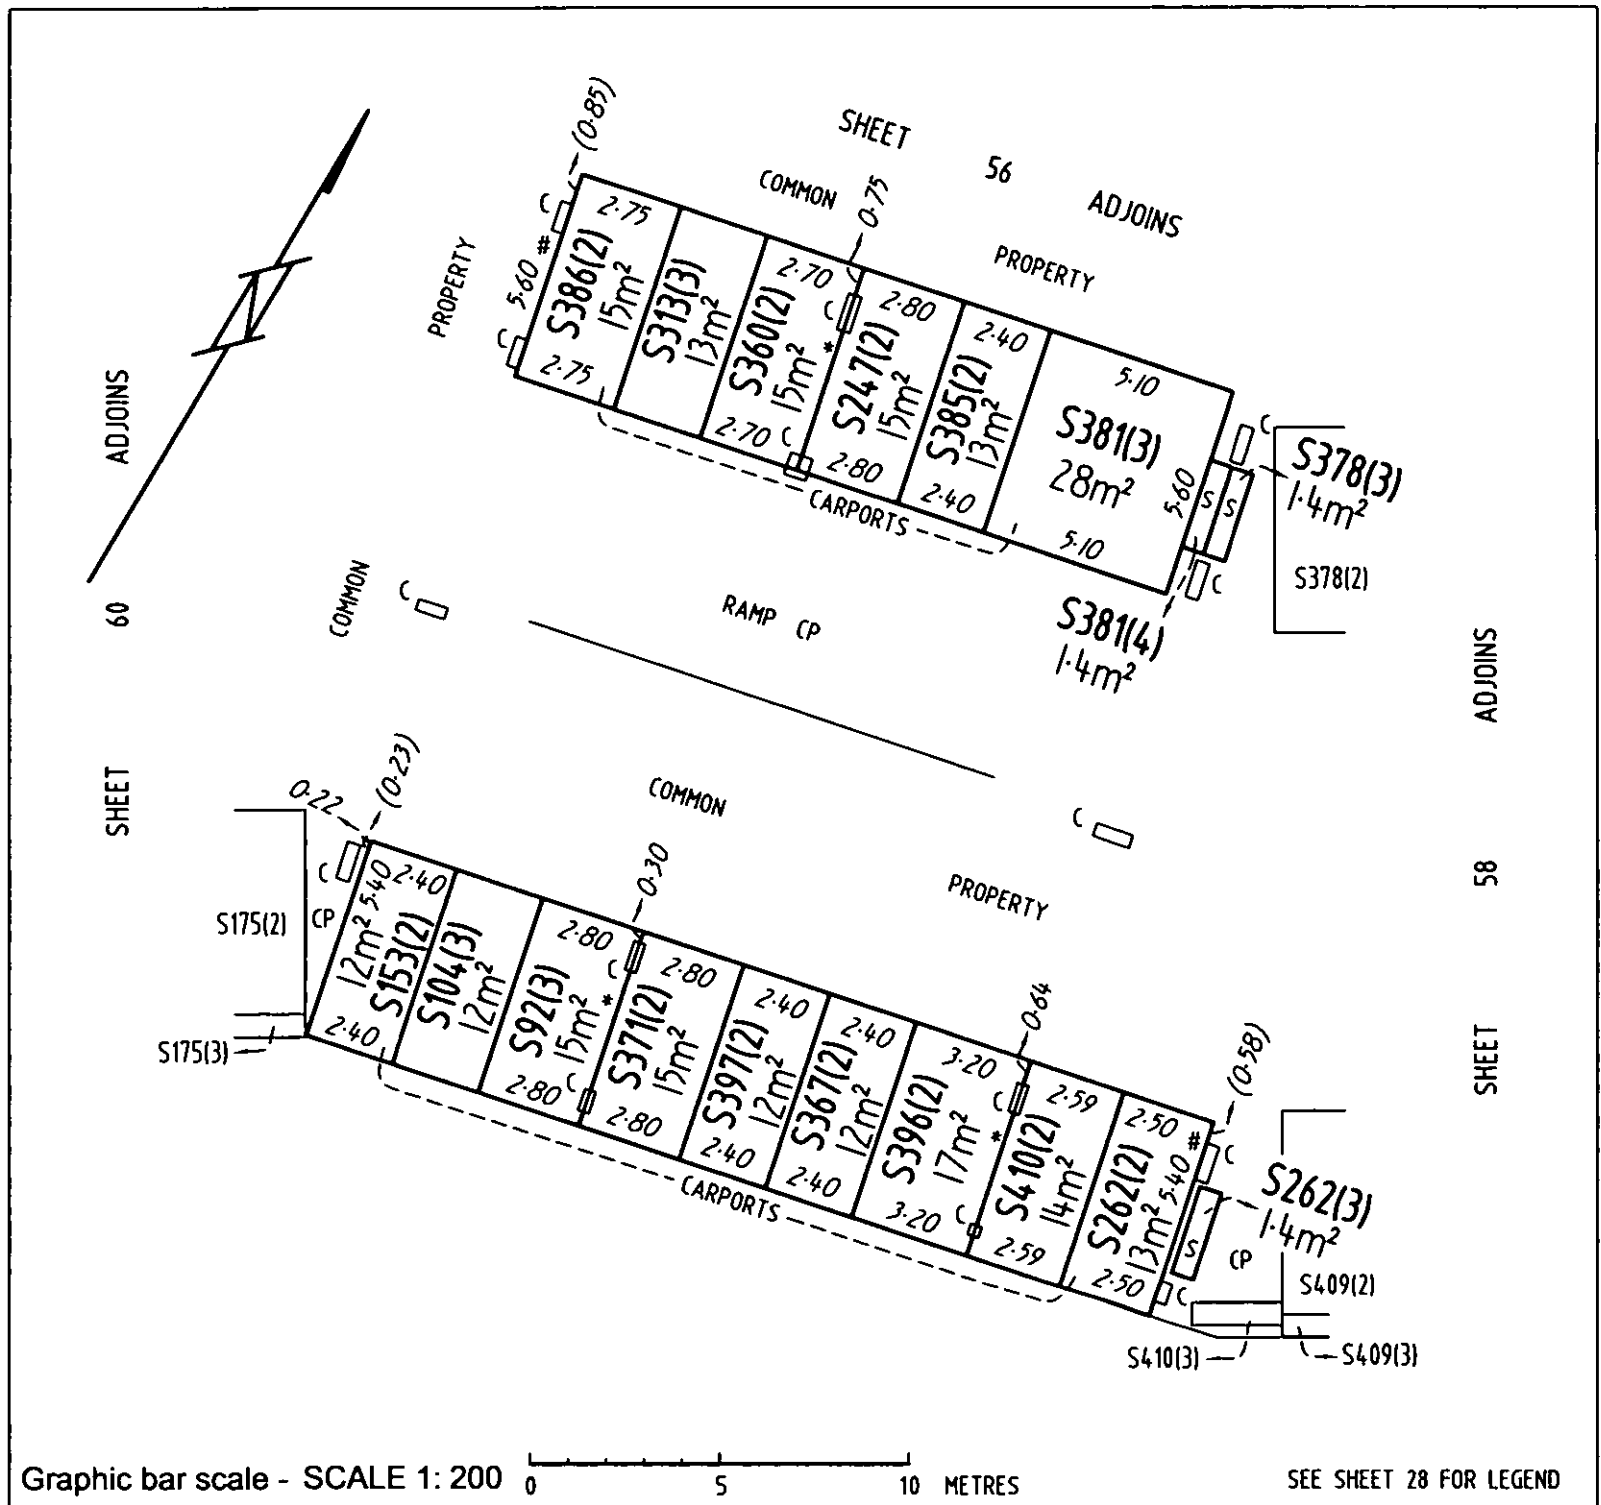 SHEET 56 ADJOINS
COMMON PROPERTY
(0·85)
0·75
PROPERTY
COMMON
C
C
#
5·60
2·75
S386(2)
15m²
2·75
S313(3)
13m²
2·70
S360(2)
15m²
2·70
C
*
C
2·80
S247(2)
15m²
2·80
2·40
S385(2)
13m²
2·40
5·10
S381(3)
28m²
5·10
5·60
CARPORTS
S
S
C
C
S378(3)
1·4m²
S378(2)
S381(4)
1·4m²
SHEET 60 ADJOINS
C
RAMP CP
COMMON
PROPERTY
C
SHEET 58 ADJOINS
0·22
(0·23)
C
S175(2)
CP
S175(3)
5·40
2·40
12m²
S153(2)
2·40
S104(3)
12m²
2·80
S92(3)
15m²
2·80
0·30
C
*
C
2·80
S371(2)
15m²
2·80
2·40
S397(2)
12m²
2·40
2·40
S367(2)
12m²
2·40
3·20
S396(2)
17m²
3·20
0·64
C
*
C
2·59
S410(2)
14m²
2·59
2·50
#
S262(2)
13m²
5·40
2·50
(0·58)
C
C
S
S262(3)
1·4m²
CP
S409(2)
S410(3)
S409(3)
CARPORTS
Graphic bar scale - SCALE 1: 200
0 5 10 METRES
SEE SHEET 28 FOR LEGEND